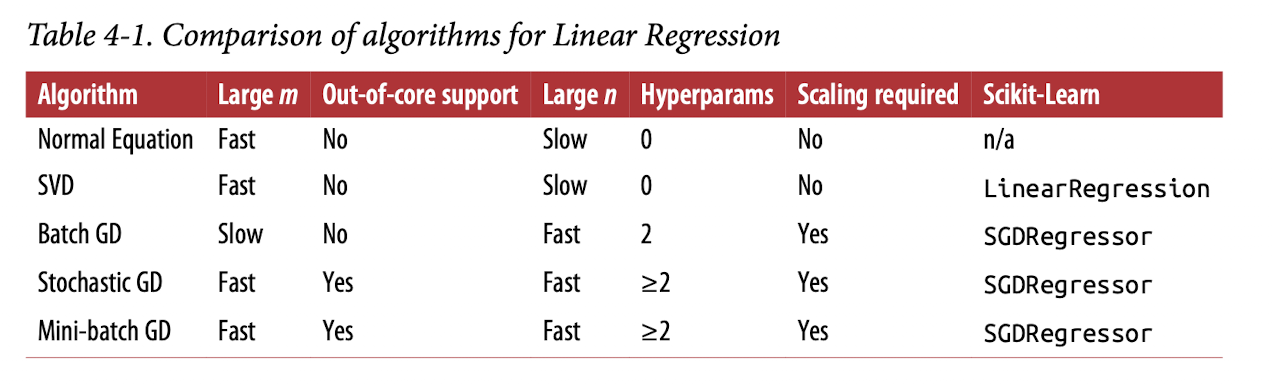 Table 4-1. Comparison of algorithms for Linear Regression
Algorithm Large m Out-of-core support Large n Hyperparams Scaling required Scikit-Learn
Normal Equation Fast No Slow 0 No n/a
SVD Fast No Slow 0 No LinearRegression
Batch GD Slow No Fast 2 Yes SGDRegressor
Stochastic GD Fast Yes Fast ≥2 Yes SGDRegressor
Mini-batch GD Fast Yes Fast ≥2 Yes SGDRegressor